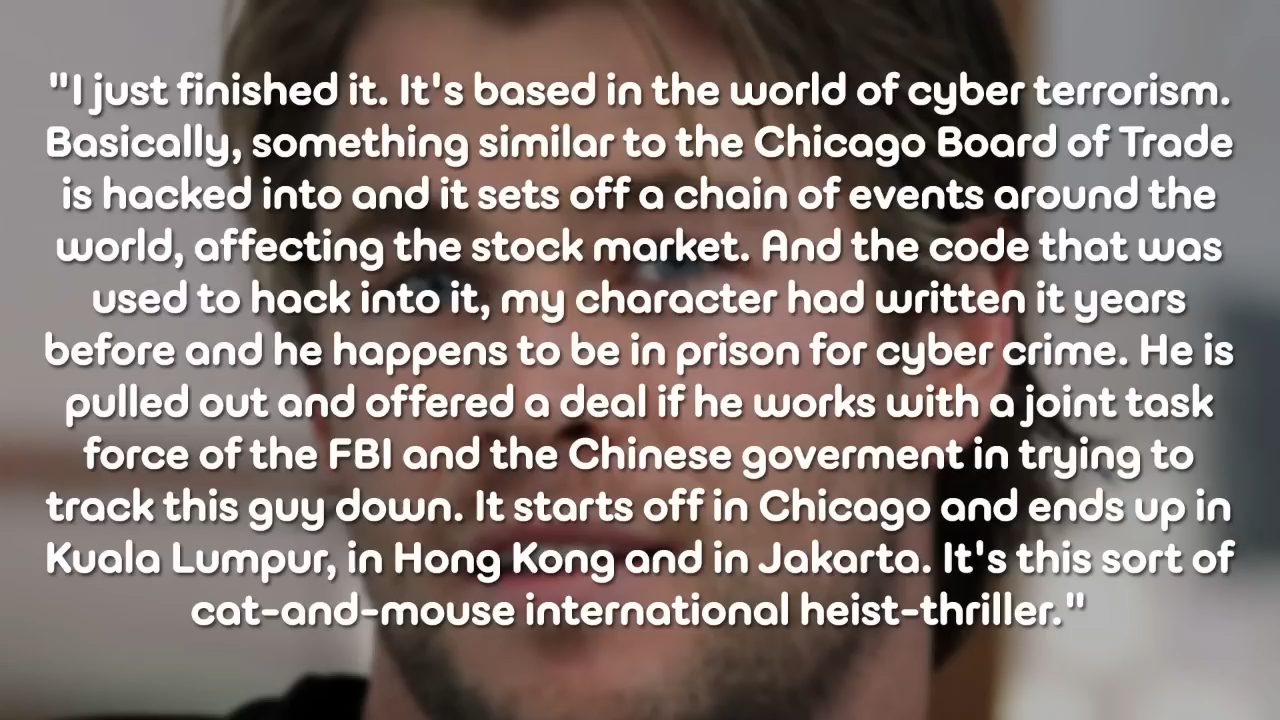 "I just finished it. It's based in the world of cyber terrorism.
Basically, something similar to the Chicago Board of Trade
is hacked into and it sets off a chain of events around the
world, affecting the stock market. And the code that was
used to hack into it, my character had written it years
before and he happens to be in prison for cyber crime. He is
pulled out and offered a deal if he works with a joint task
force of the FBI and the Chinese goverment in trying to
track this guy down. It starts off in Chicago and ends up in
Kuala Lumpur, in Hong Kong and in Jakarta. It's this sort of
cat-and-mouse international heist-thriller."